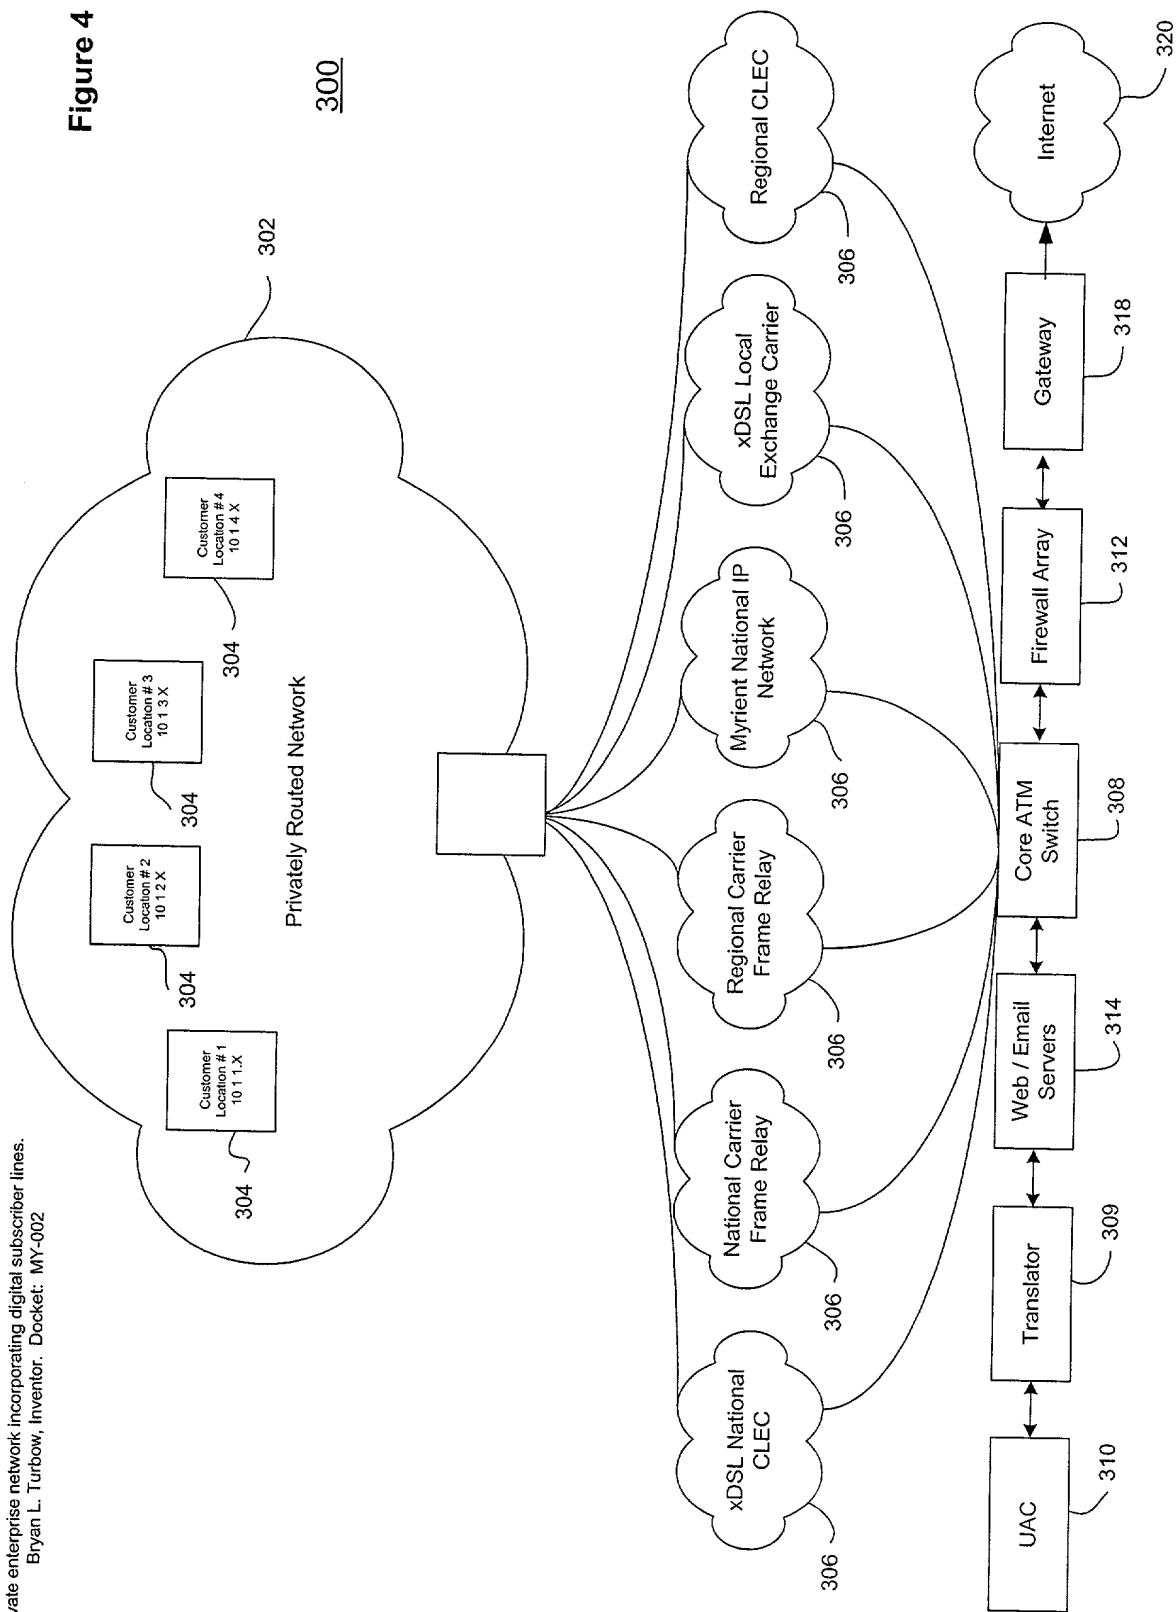 vate enterprise network incorporating digital subscriber lines.
Bryan L. Turbow, Inventor. Docket: MY-002
Figure 4
300
302
Customer
Location # 1
10 1 1.X
304
Customer
Location # 2
10 1 2 X
304
Customer
Location # 3
10 1 3 X
304
Customer
Location # 4
10 1 4 X
304
Privately Routed Network
xDSL National
CLEC
306
National Carrier
Frame Relay
306
Regional Carrier
Frame Relay
306
Myrient National IP
Network
306
xDSL Local
Exchange Carrier
306
Regional CLEC
306
UAC
310
Translator
309
Web / Email
Servers
314
Core ATM
Switch
308
Firewall Array
312
Gateway
318
Internet
320